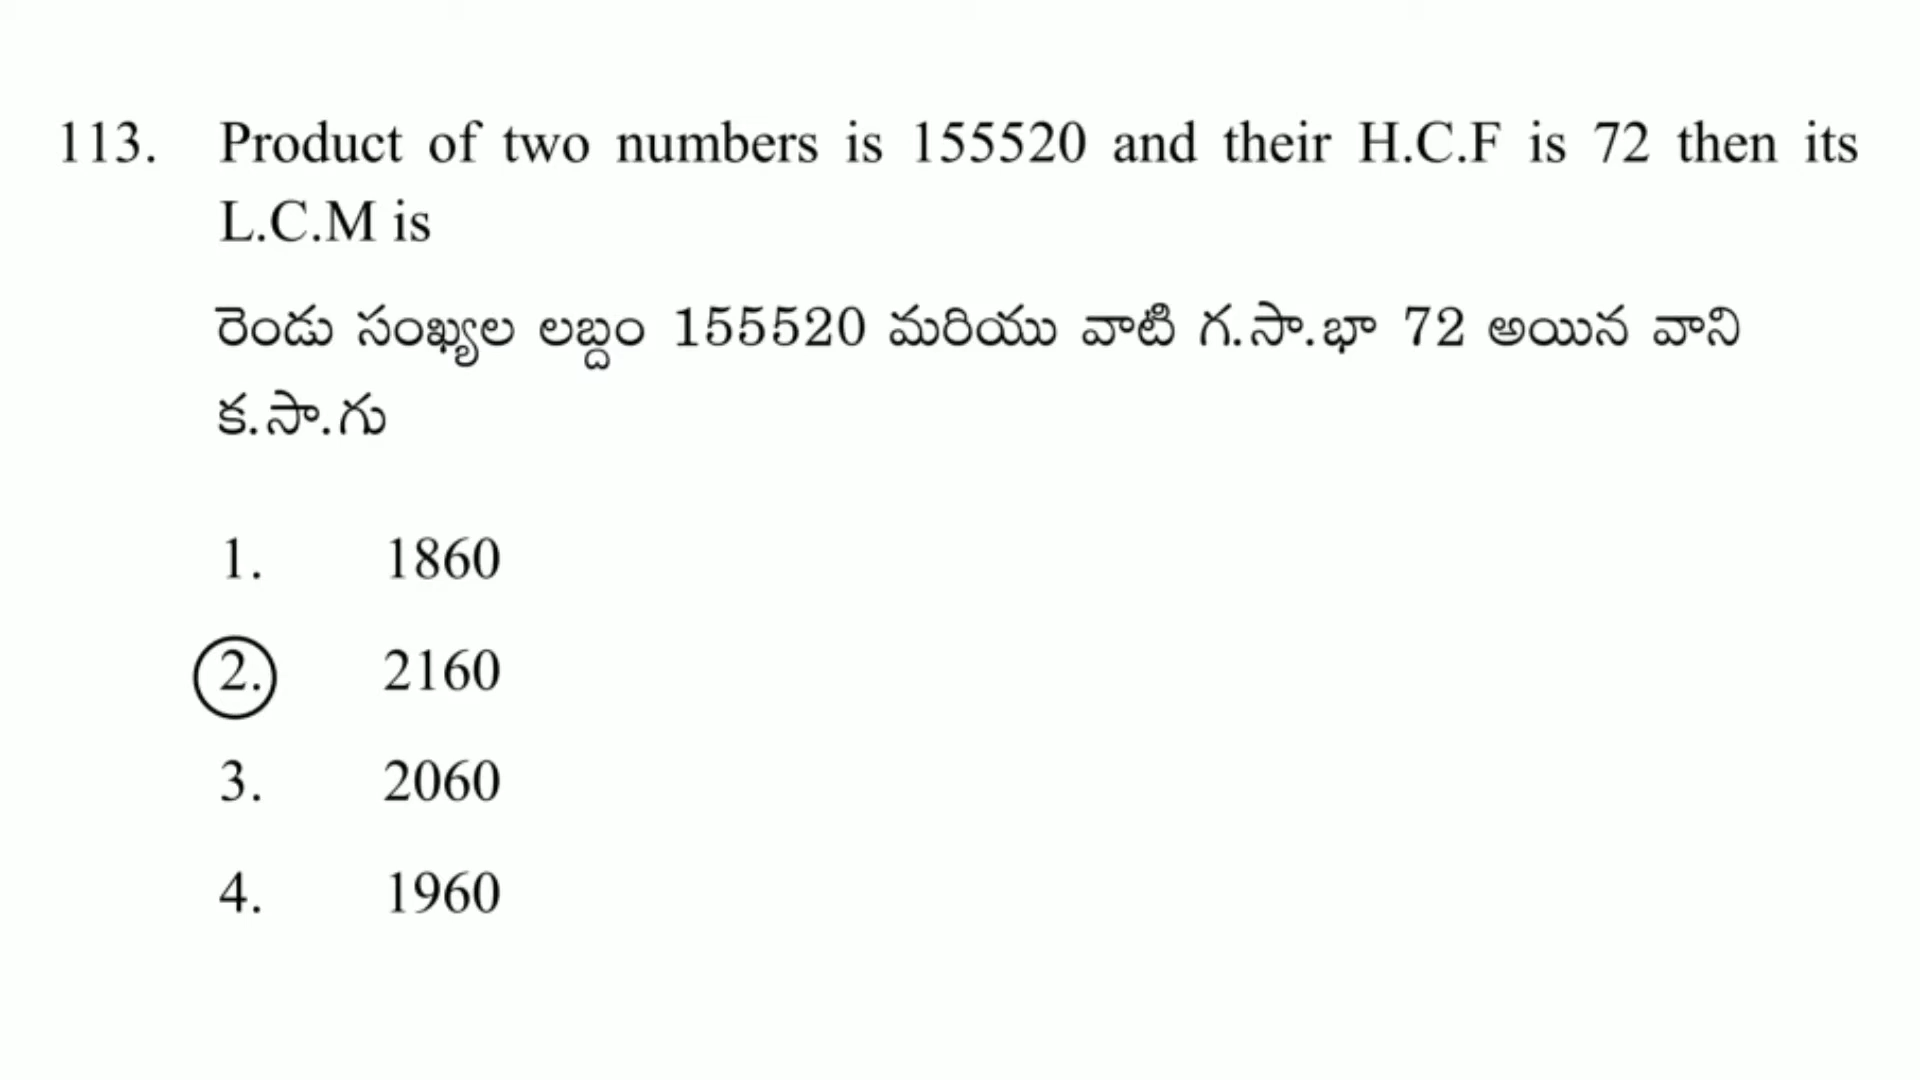 113. Product of two numbers is 155520 and their H.C.F is 72 then its
L.C.M is
రెండు సంఖ్యల లబ్దం 155520 మరియు వాటి గ.సా.భా 72 అయిన వాని
క.సా.గు
1. 1860
2. 2160
3. 2060
4. 1960